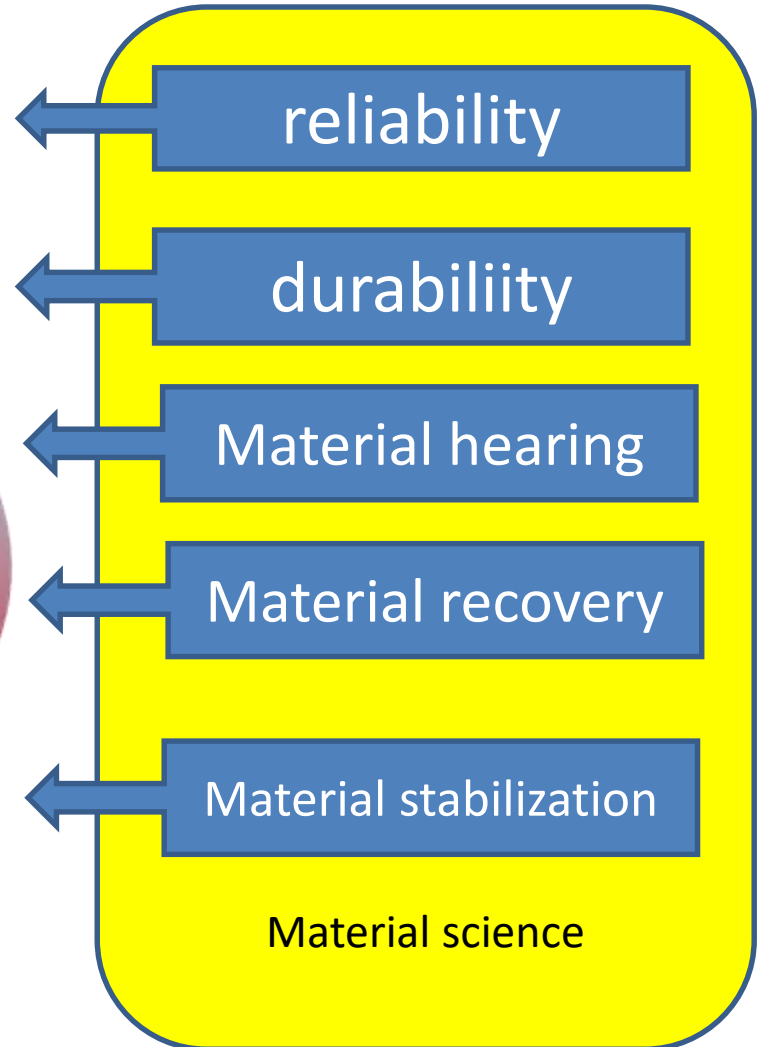 reliability
durabiliity
Material hearing
Material recovery
Material stabilization
Material science